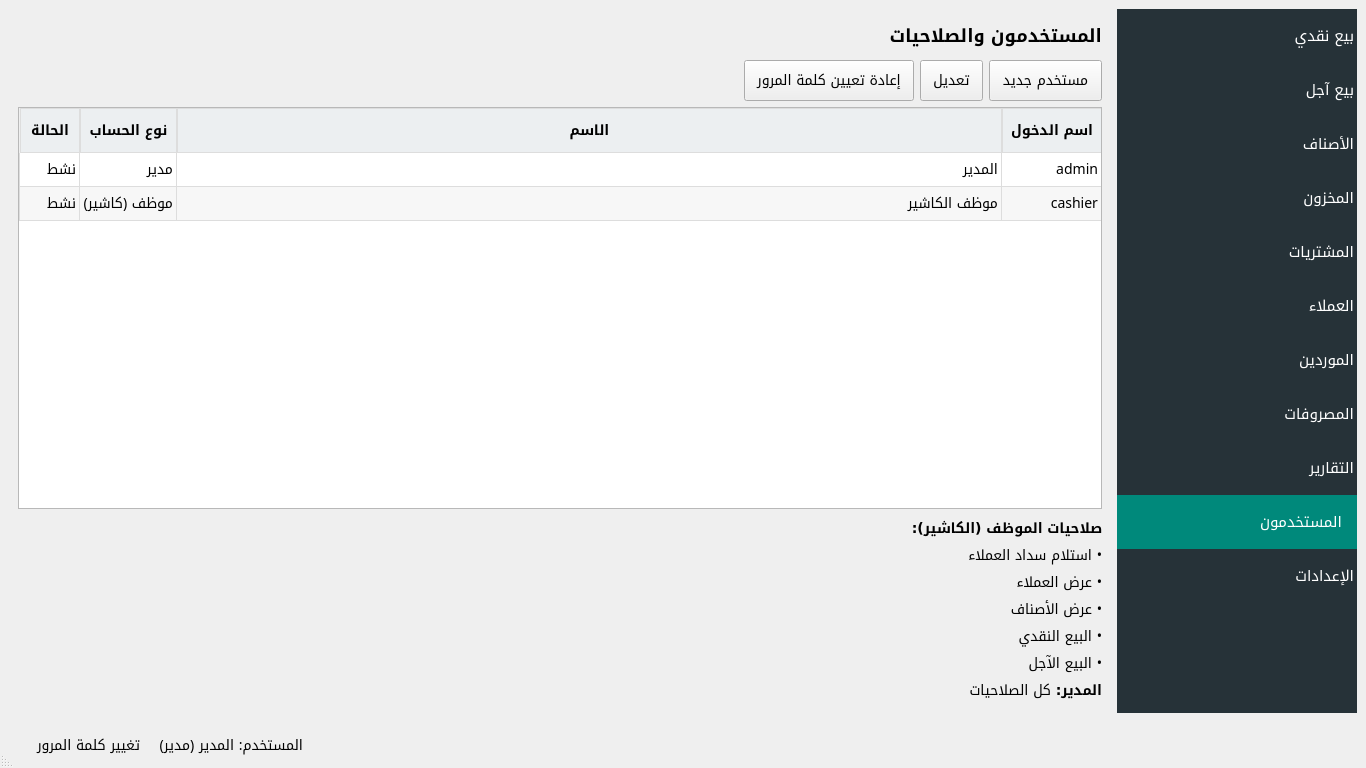 بيع نقدي
بيع آجل
الأصناف
المخزون
المشتريات
العملاء
الموردين
المصروفات
التقارير
المستخدمون
الإعدادات
المستخدمون والصلاحيات
مستخدم جديد تعديل إعادة تعيين كلمة المرور
اسم الدخول الاسم نوع الحساب الحالة
admin المدير مدير نشط
cashier موظف الكاشير موظف (كاشير) نشط
صلاحيات الموظف (الكاشير):
• استلام سداد العملاء
• عرض العملاء
• عرض الأصناف
• البيع النقدي
• البيع الآجل
المدير: كل الصلاحيات
المستخدم: المدير (مدير) تغيير كلمة المرور